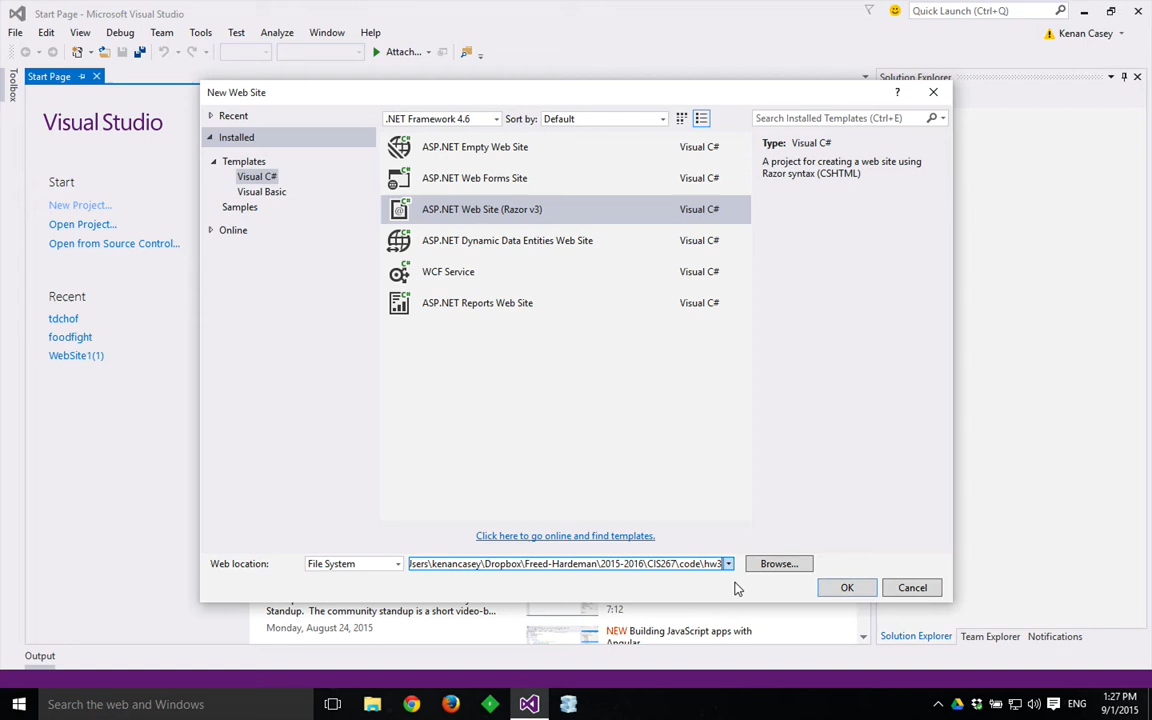 Start Page - Microsoft Visual Studio
Quick Launch (Ctrl+Q)
File Edit View Debug Team Tools Test Analyze Window Help
Kenan Casey
Attach...
Toolbox
Start Page
Solution Explorer
New Web Site
?
Visual Studio
Start
New Project...
Open Project...
Open from Source Control...
Recent
tdchof
foodfight
WebSite1(1)
Recent
Installed
Templates
Visual C#
Visual Basic
Samples
Online
.NET Framework 4.6
Sort by: Default
Search Installed Templates (Ctrl+E)
ASP.NET Empty Web Site Visual C#
ASP.NET Web Forms Site Visual C#
ASP.NET Web Site (Razor v3) Visual C#
ASP.NET Dynamic Data Entities Web Site Visual C#
WCF Service Visual C#
ASP.NET Reports Web Site Visual C#
Type: Visual C#
A project for creating a web site using
Razor syntax (CSHTML)
Click here to go online and find templates.
Web location: File System
Users\kenancasey\Dropbox\Freed-Hardeman\2015-2016\CIS267\code\hw3
Browse...
OK Cancel
Standup. The community standup is a short video-b...
Monday, August 24, 2015
7:12
NEW Building JavaScript apps with
Angular
Solution Explorer Team Explorer Notifications
Output
Search the web and Windows
ENG
1:27 PM
9/1/2015